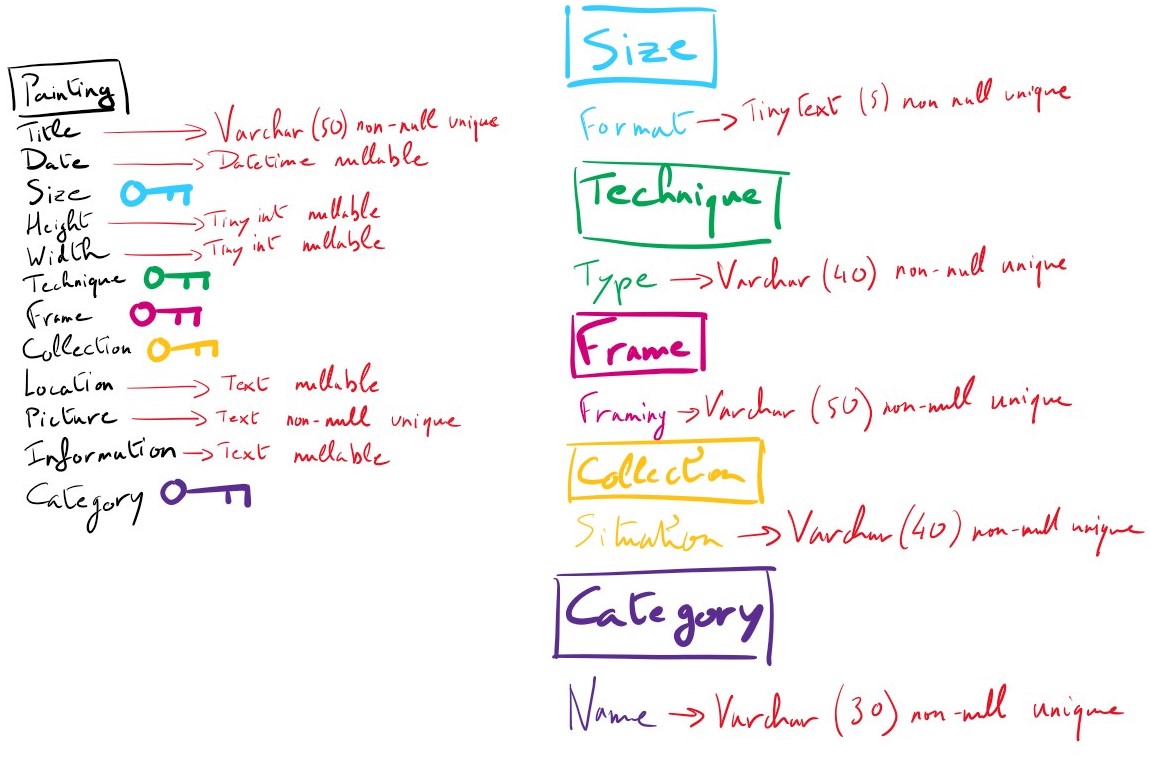 Painting
Title → Varchar (50) non-null unique
Date → Datetime nullable
Size
Height → Tiny int nullable
Width → Tiny int nullable
Technique
Frame
Collection
Location → Text nullable
Picture → Text non-null unique
Information → Text nullable
Category
Size
Format → Tiny Text (5) non null unique
Technique
Type → Varchar (40) non-null unique
Frame
Framing → Varchar (50) non-null unique
Collection
Situation → Varchar (40) non-null unique
Category
Name → Varchar (30) non-null unique